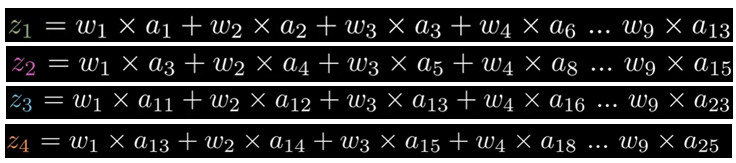 z₁ = w₁ × a₁ + w₂ × a₂ + w₃ × a₃ + w₄ × a₆ ... w₉ × a₁₃
z₂ = w₁ × a₃ + w₂ × a₄ + w₃ × a₅ + w₄ × a₈ ... w₉ × a₁₅
z₃ = w₁ × a₁₁ + w₂ × a₁₂ + w₃ × a₁₃ + w₄ × a₁₆ ... w₉ × a₂₃
z₄ = w₁ × a₁₃ + w₂ × a₁₄ + w₃ × a₁₅ + w₄ × a₁₈ ... w₉ × a₂₅